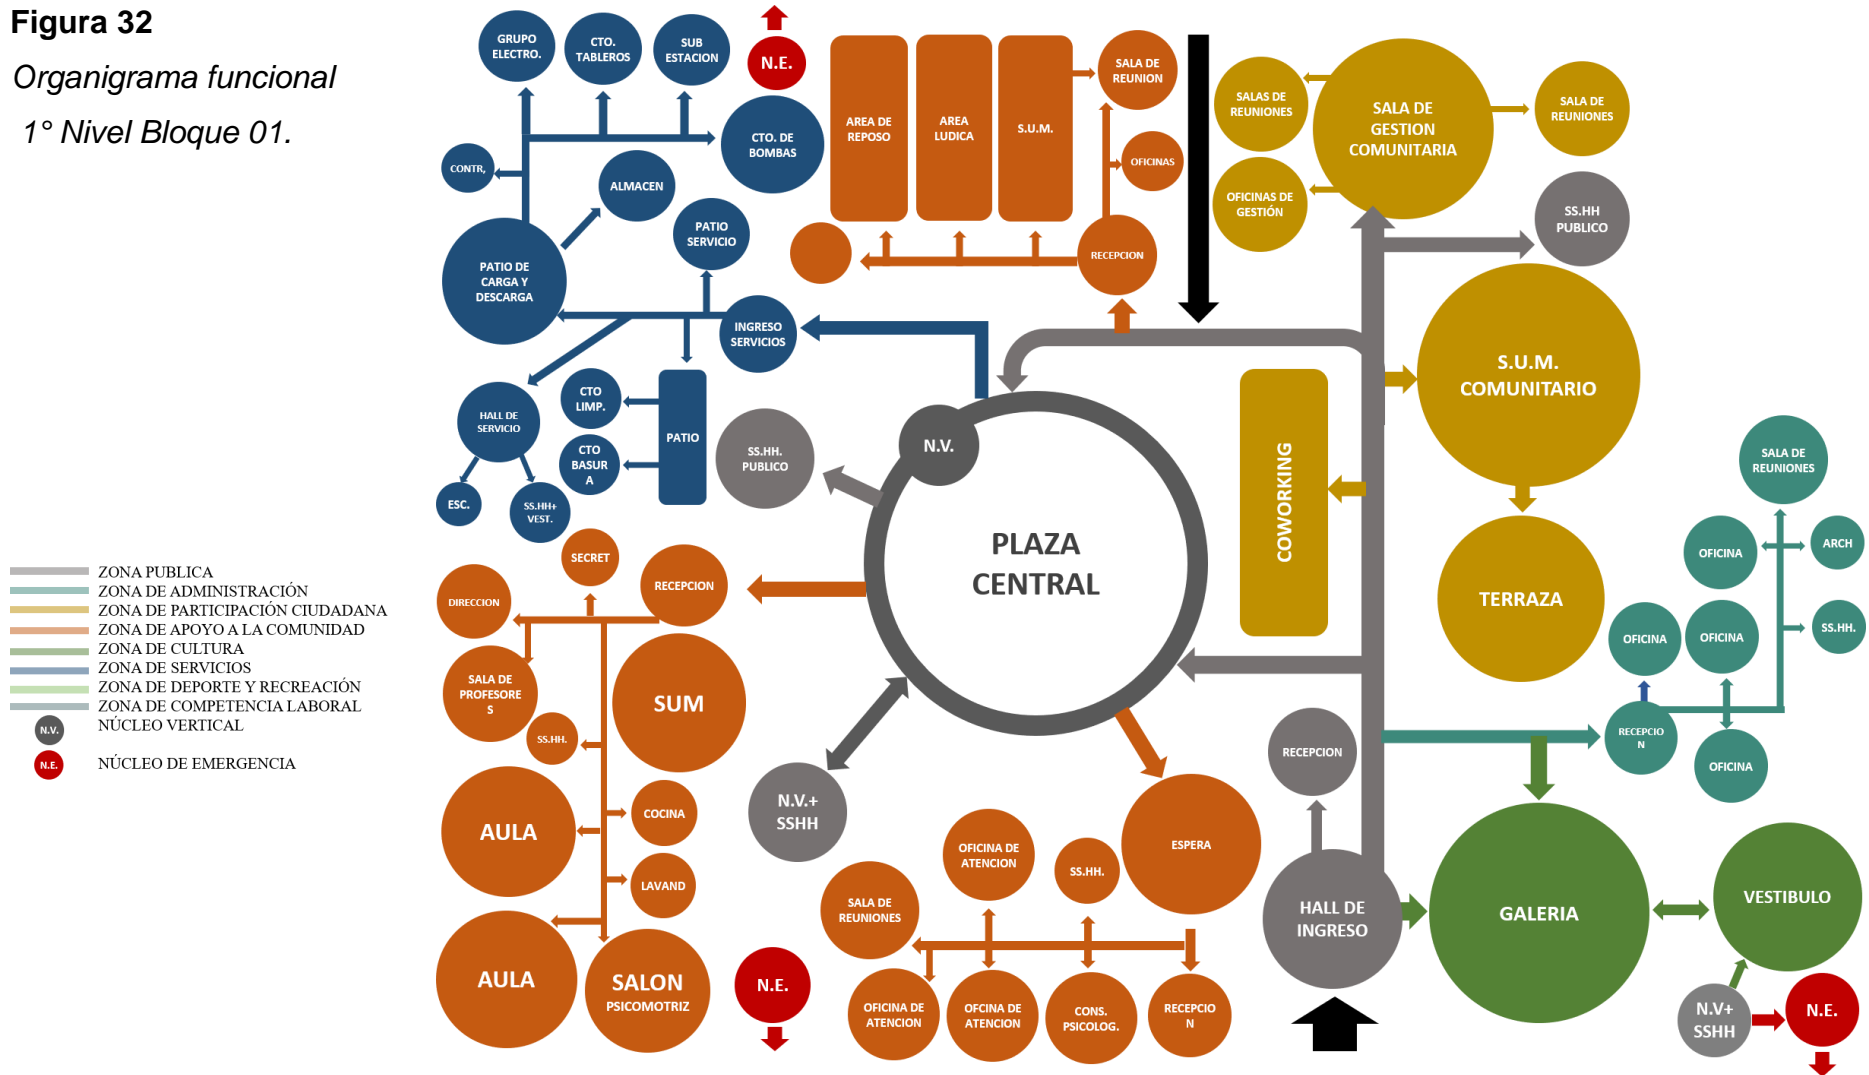 Figura 32
Organigrama funcional
1° Nivel Bloque 01.
GRUPO
ELECTRO.
CTO.
TABLEROS
SUB
ESTACION
N.E.
CTO. DE
BOMBAS
CONTR,
ALMACEN
PATIO
SERVICIO
PATIO DE
CARGA Y
DESCARGA
INGRESO
SERVICIOS
HALL DE
SERVICIO
CTO
LIMP.
CTO
BASUR
A
PATIO
ESC.
SS.HH+
VEST.
AREA DE
REPOSO
AREA
LUDICA
S.U.M.
SALA DE
REUNION
OFICINAS
RECEPCION
SALAS DE
REUNIONES
SALA DE
GESTION
COMUNITARIA
SALA DE
REUNIONES
OFICINAS DE
GESTIÓN
SS.HH
PUBLICO
S.U.M.
COMUNITARIO
COWORKING
TERRAZA
N.V.
SS.HH.
PUBLICO
PLAZA
CENTRAL
SALA DE
REUNIONES
OFICINA
ARCH
OFICINA
OFICINA
SS.HH.
RECEPCIO
N
OFICINA
ZONA PUBLICA
ZONA DE ADMINISTRACIÓN
ZONA DE PARTICIPACIÓN CIUDADANA
ZONA DE APOYO A LA COMUNIDAD
ZONA DE CULTURA
ZONA DE SERVICIOS
ZONA DE DEPORTE Y RECREACIÓN
ZONA DE COMPETENCIA LABORAL
N.V.
NÚCLEO VERTICAL
N.E.
NÚCLEO DE EMERGENCIA
SECRET
RECEPCION
DIRECCION
SALA DE
PROFESORE
S
SUM
SS.HH.
AULA
COCINA
LAVAND
AULA
SALON
PSICOMOTRIZ
N.E.
N.V.+
SSHH
ESPERA
OFICINA DE
ATENCION
SS.HH.
SALA DE
REUNIONES
OFICINA DE
ATENCION
OFCINA DE
ATENCION
CONS.
PSICOLOG.
RECEPCIO
N
RECEPCION
HALL DE
INGRESO
GALERIA
VESTIBULO
N.V+
SSHH
N.E.